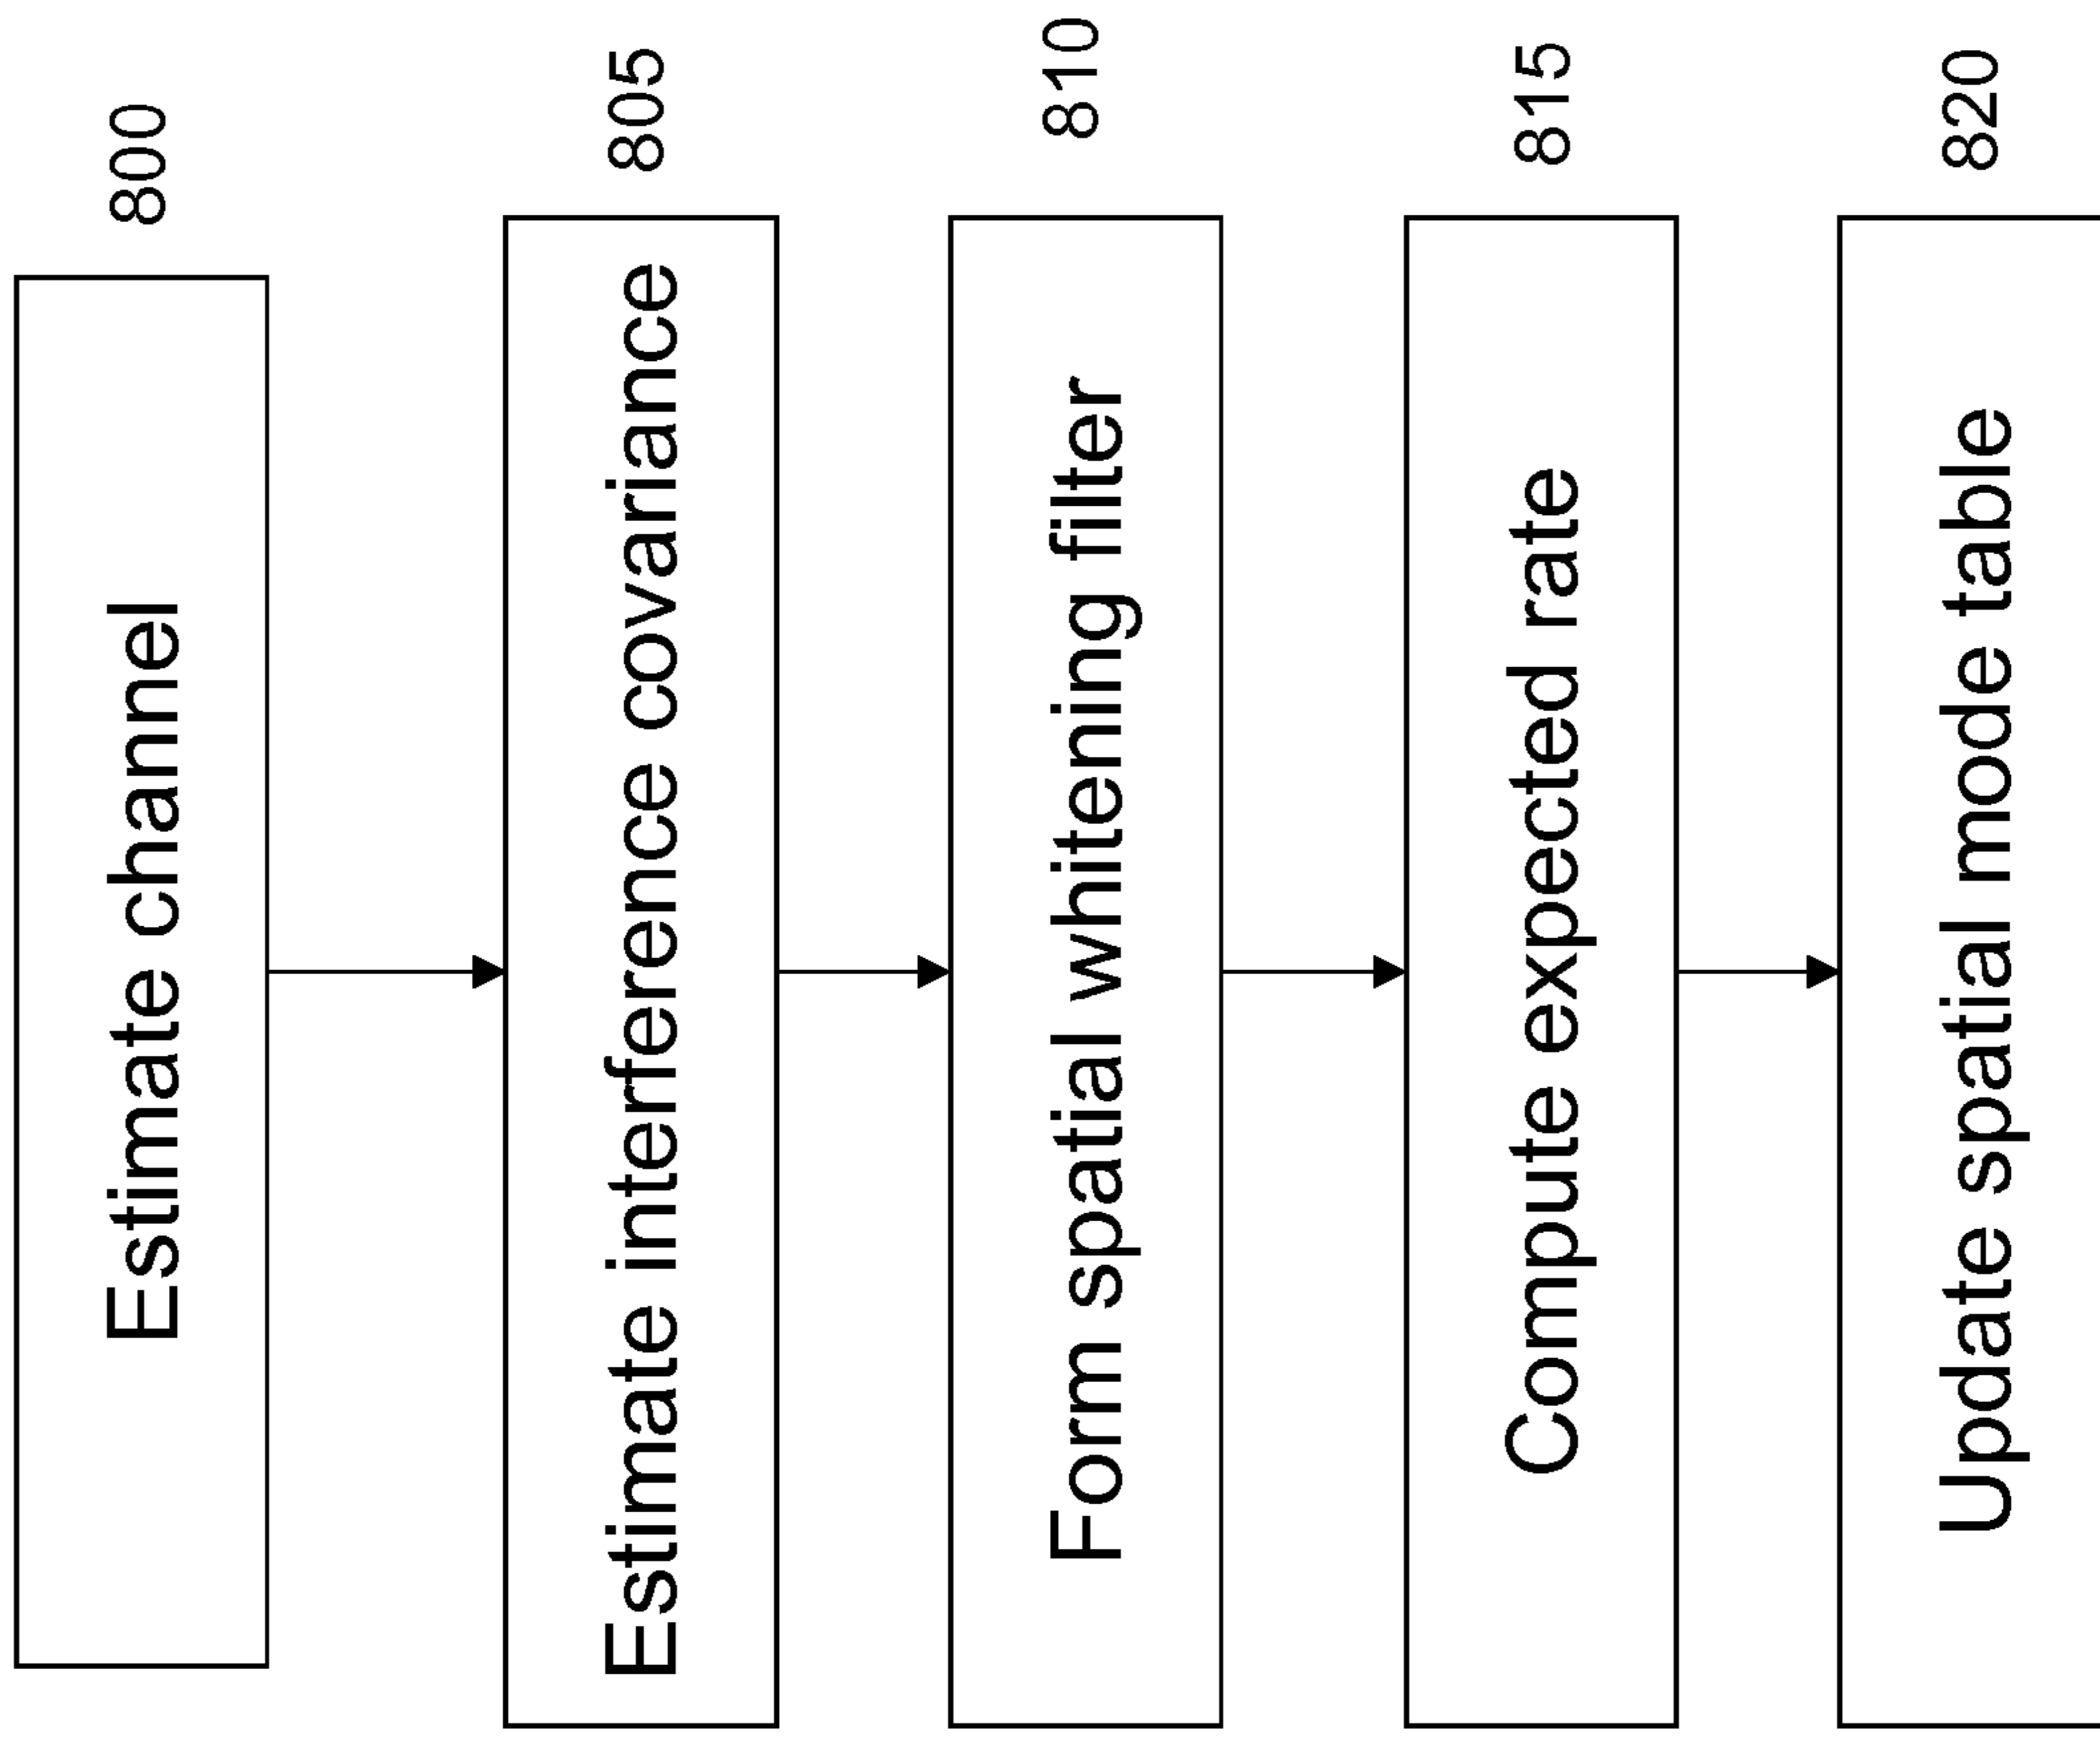 Estimate channel
800
Estimate interference covariance
805
Form spatial whitening filter
810
Compute expected rate
815
Update spatial mode table
820